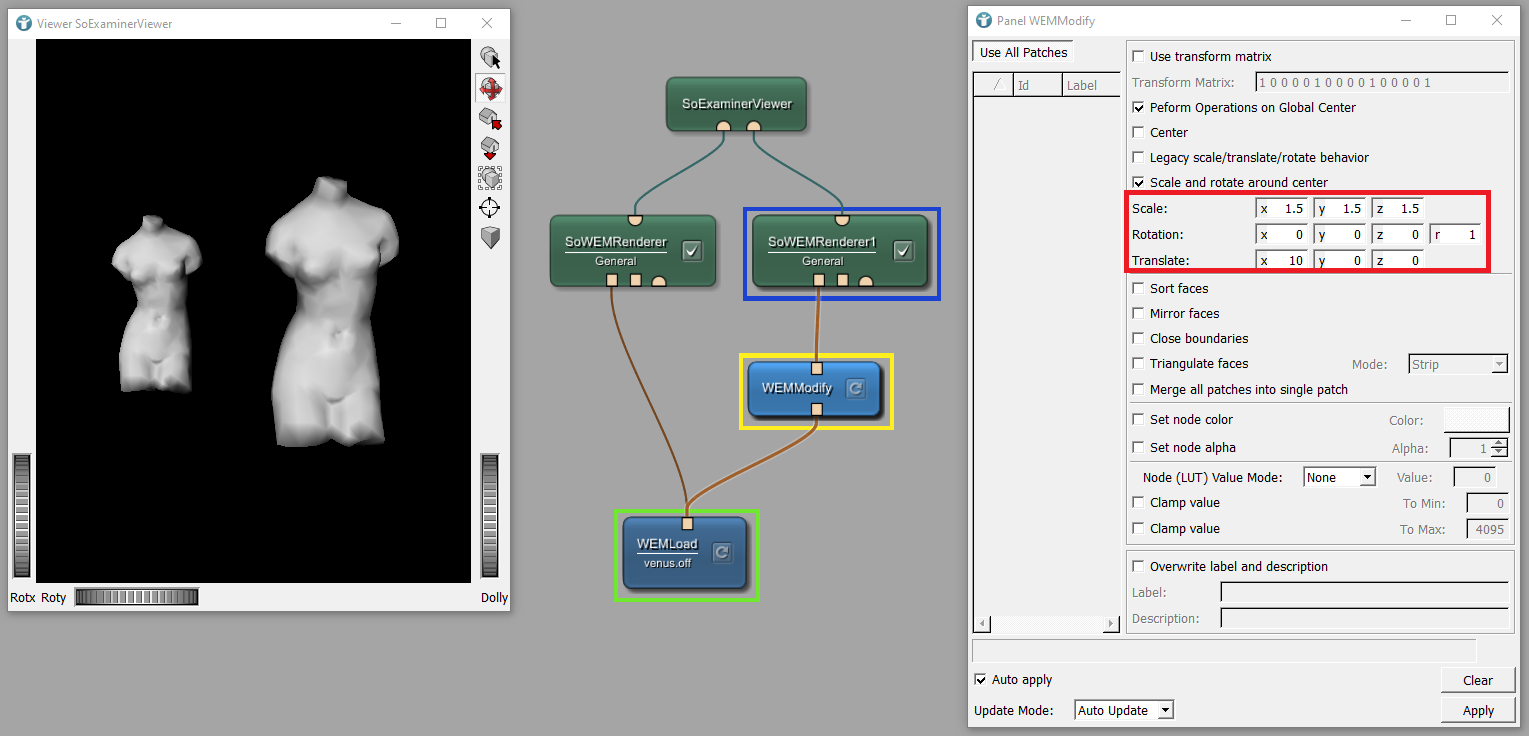 Viewer SoExaminerViewer
Rotx Roty
Dolly
SoExaminerViewer
SoWEMRenderer
General
SoWEMRenderer1
General
WEMModify
WEMLoad
venus.off
Panel WEMModify
Use All Patches
Id Label
Use transform matrix
Transform Matrix: 1 0 0 0 0 1 0 0 0 0 1 0 0 0 0 1
Peform Operations on Global Center
Center
Legacy scale/translate/rotate behavior
Scale and rotate around center
Scale: x 1.5 y 1.5 z 1.5
Rotation: x 0 y 0 z 0 r 1
Translate: x 10 y 0 z 0
Sort faces
Mirror faces
Close boundaries
Triangulate faces Mode: Strip
Merge all patches into single patch
Set node color Color:
Set node alpha Alpha: 1
Node (LUT) Value Mode: None Value: 0
Clamp value To Min: 0
Clamp value To Max: 4095
Overwrite label and description
Label:
Description:
Auto apply Clear
Update Mode: Auto Update Apply